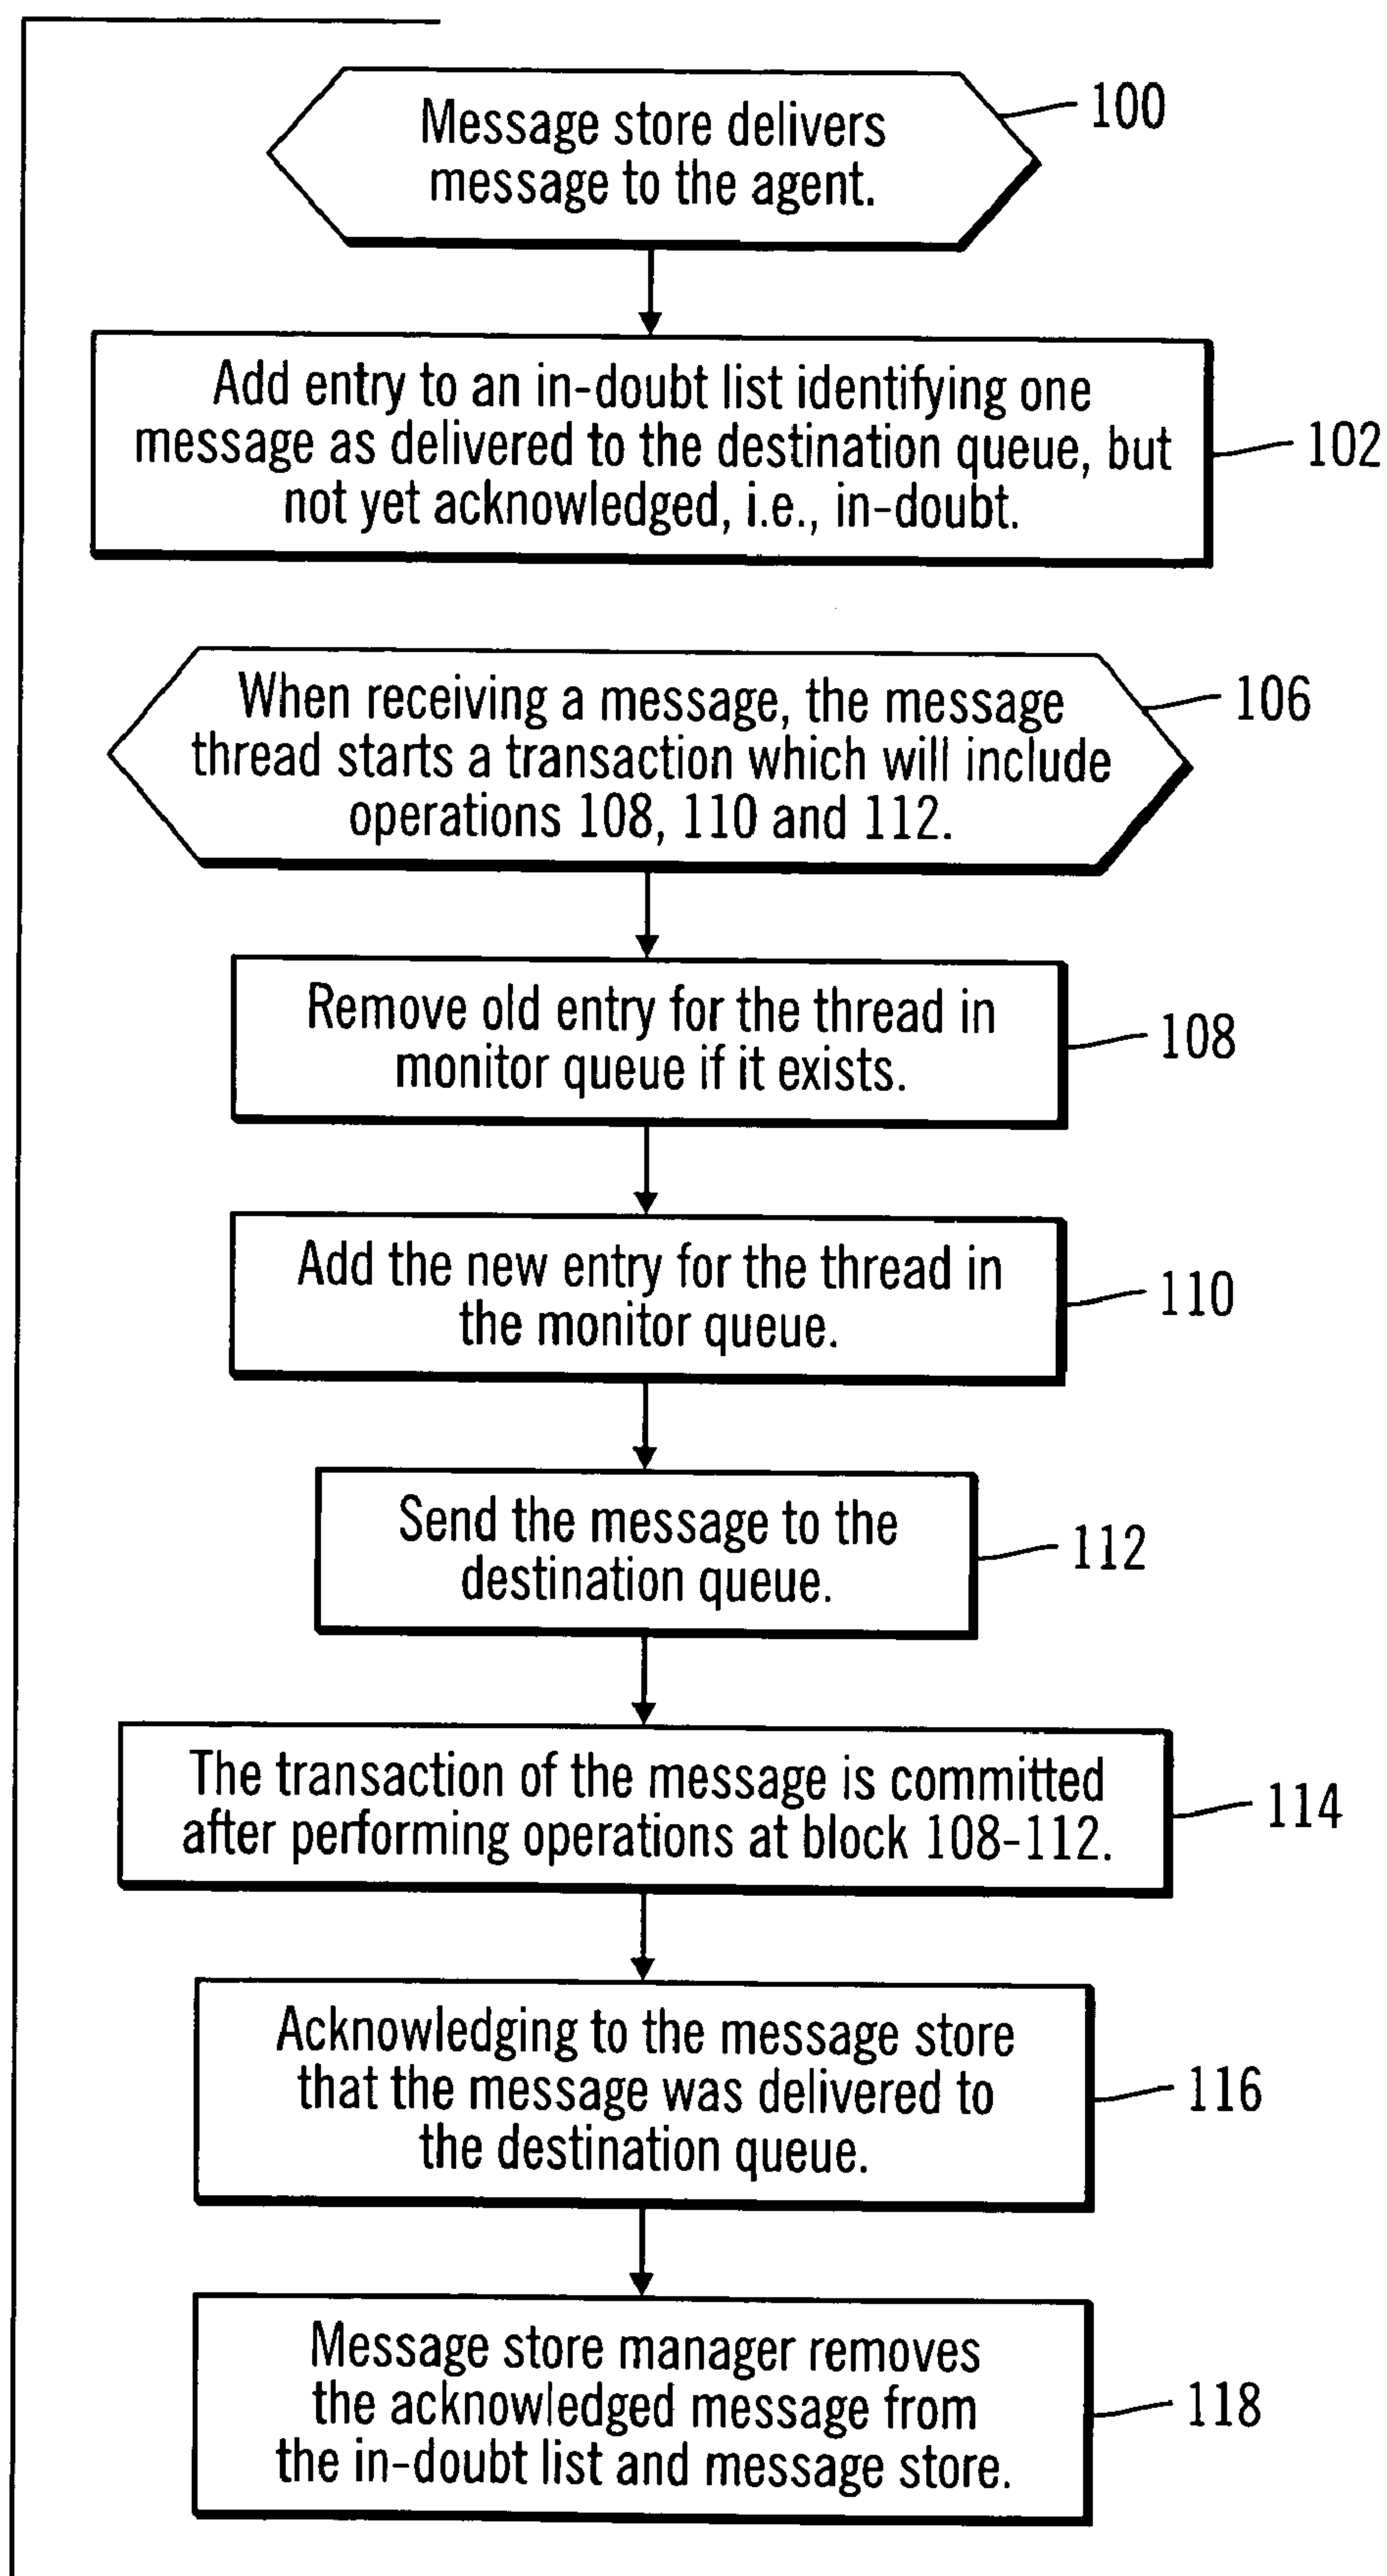 Message store delivers
message to the agent.
100
Add entry to an in-doubt list identifying one
message as delivered to the destination queue, but
not yet acknowledged, i.e., in-doubt.
102
When receiving a message, the message
thread starts a transaction which will include
operations 108, 110 and 112.
106
Remove old entry for the thread in
monitor queue if it exists.
108
Add the new entry for the thread in
the monitor queue.
110
Send the message to the
destination queue.
112
The transaction of the message is committed
after performing operations at block 108-112.
114
Acknowledging to the message store
that the message was delivered to
the destination queue.
116
Message store manager removes
the acknowledged message from
the in-doubt list and message store.
118